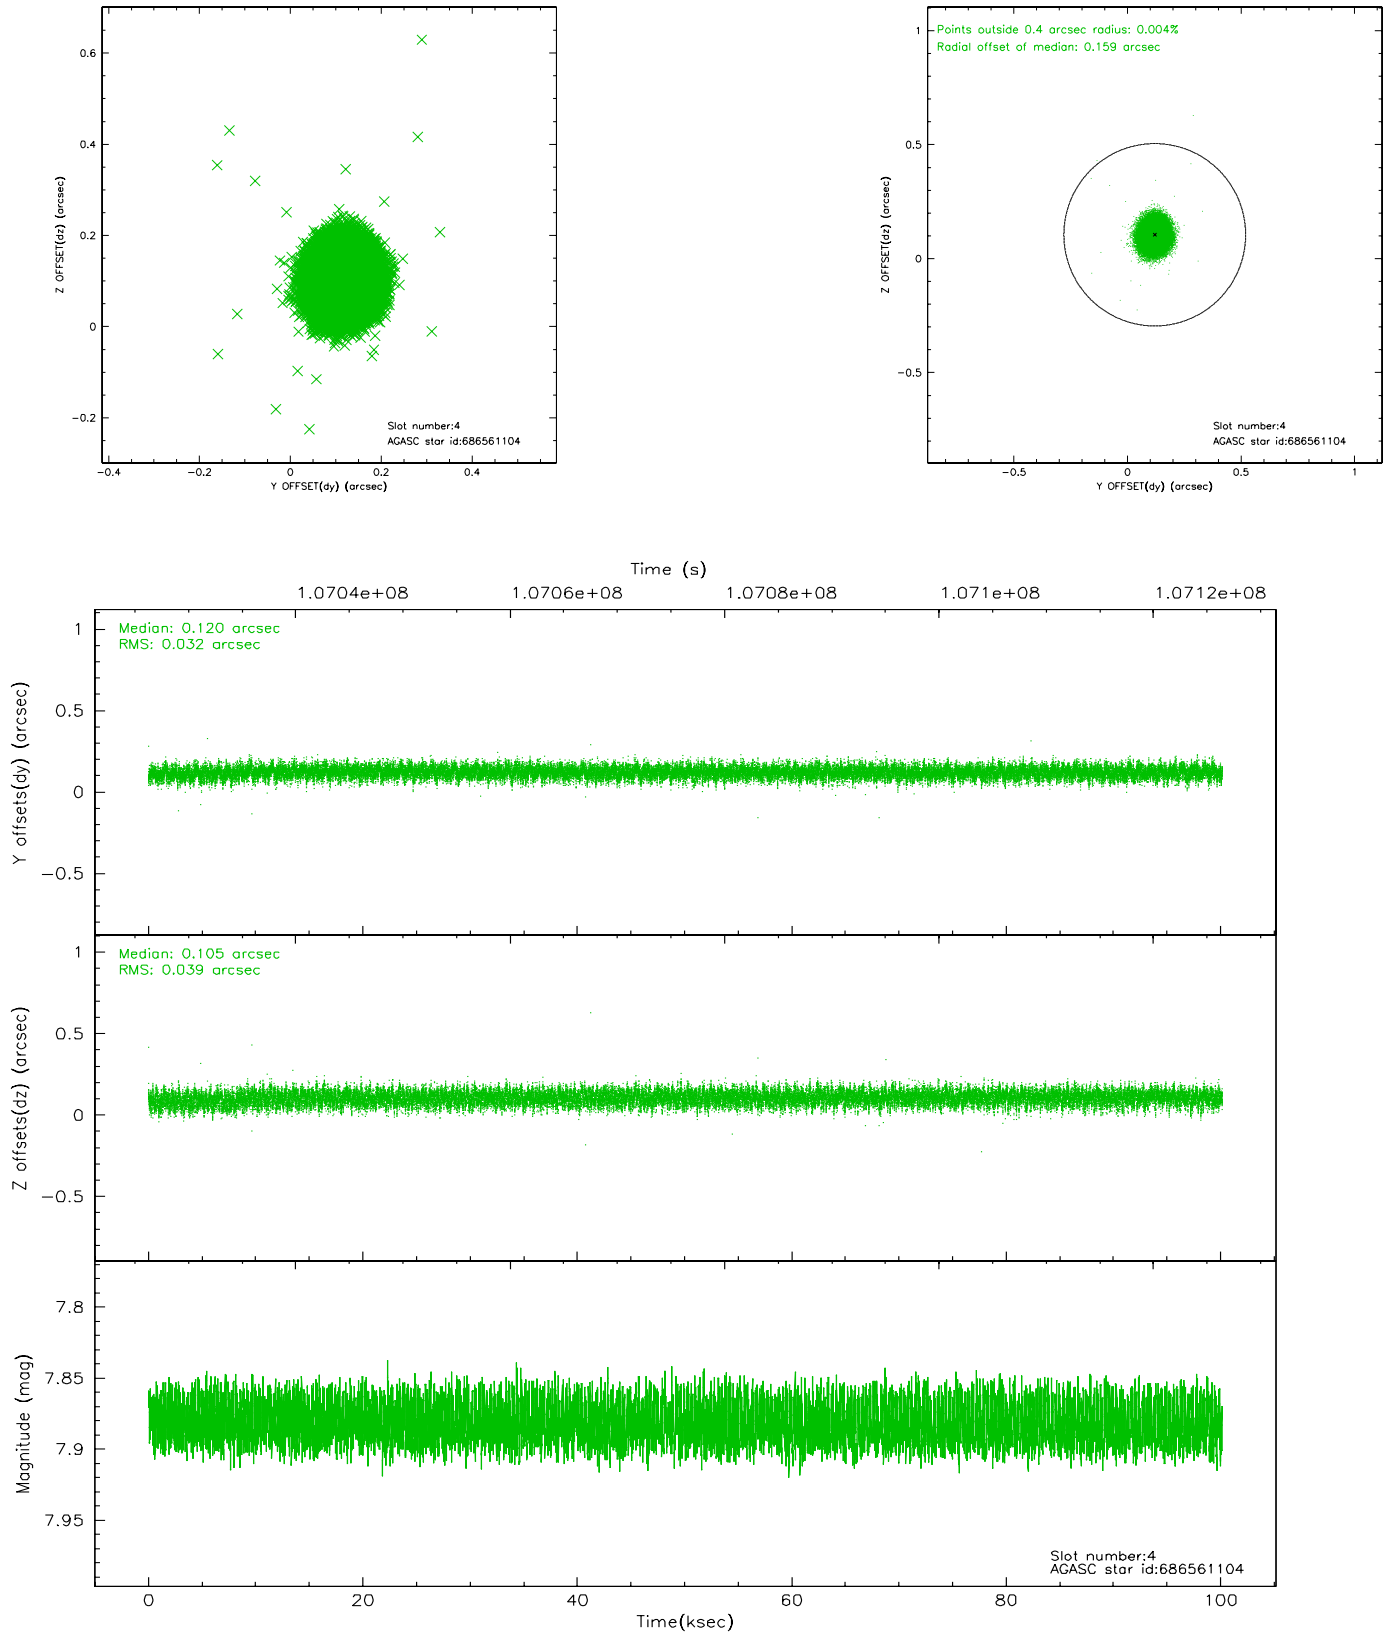 0.6
0.4
0.2
0
−0.2
Z OFFSET(dz) (arcsec)
Slot number:4
AGASC star id:686561104
−0.4 −0.2 0 0.2 0.4
Y OFFSET(dy) (arcsec)
Points outside 0.4 arcsec radius: 0.004%
Radial offset of median: 0.159 arcsec
1
0.5
0
−0.5
Z OFFSET(dz) (arcsec)
Slot number:4
AGASC star id:686561104
−0.5 0 0.5 1
Y OFFSET(dy) (arcsec)
Time (s)
1.0704e+08 1.0706e+08 1.0708e+08 1.071e+08 1.0712e+08
Median: 0.120 arcsec
RMS: 0.032 arcsec
1
0.5
0
−0.5
Y offsets(dy) (arcsec)
Median: 0.105 arcsec
RMS: 0.039 arcsec
1
0.5
0
−0.5
Z offsets(dz) (arcsec)
7.8
7.85
7.9
7.95
Magnitude (mag)
Slot number:4
AGASC star id:686561104
0 20 40 60 80 100
Time(ksec)